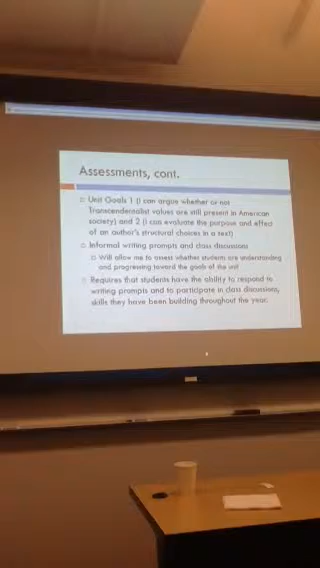 Assessments, cont.
Unit Goals 1 (I can argue whether or not
Transcendentalist values are still present in American
society) and 2 (I can evaluate the purpose and effect
of an author's structural choices in a text)
Informal writing prompts and class discussions
Will allow me to assess whether students are understanding
and progressing toward the goals of the unit
Requires that students have the ability to respond to
writing prompts and to participate in class discussions,
skills they have been building throughout the year.